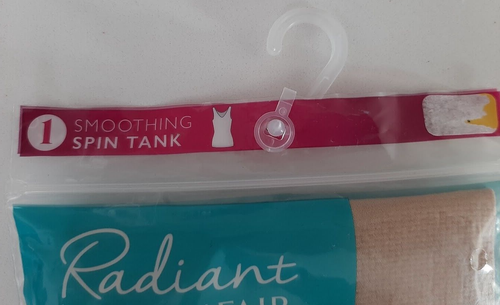 1 SMOOTHING
SPIN TANK
Radiant